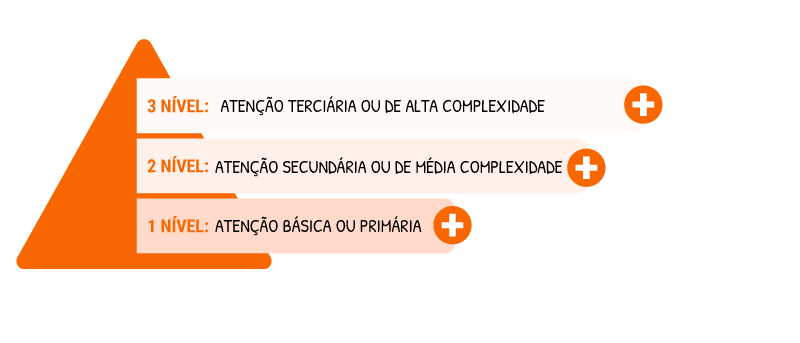 3 NÍVEL: ATENÇÃO TERCIÁRIA OU DE ALTA COMPLEXIDADE
2 NÍVEL: ATENÇÃO SECUNDÁRIA OU DE MÉDIA COMPLEXIDADE
1 NÍVEL: ATENÇÃO BÁSICA OU PRIMÁRIA